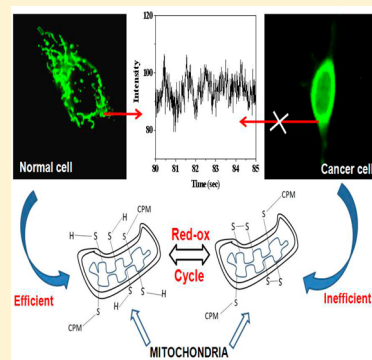 120
100
80
Intensity
80 81 82 83 84 85
Time (sec)
Normal cell
Cancer cell
CPM
H
S
S
H
CPM
S
H
S
S
H
CPM
CPM
S
S
S
S
S
S
CPM
Red-ox
Cycle
Efficient
Inefficient
MITOCHONDRIA